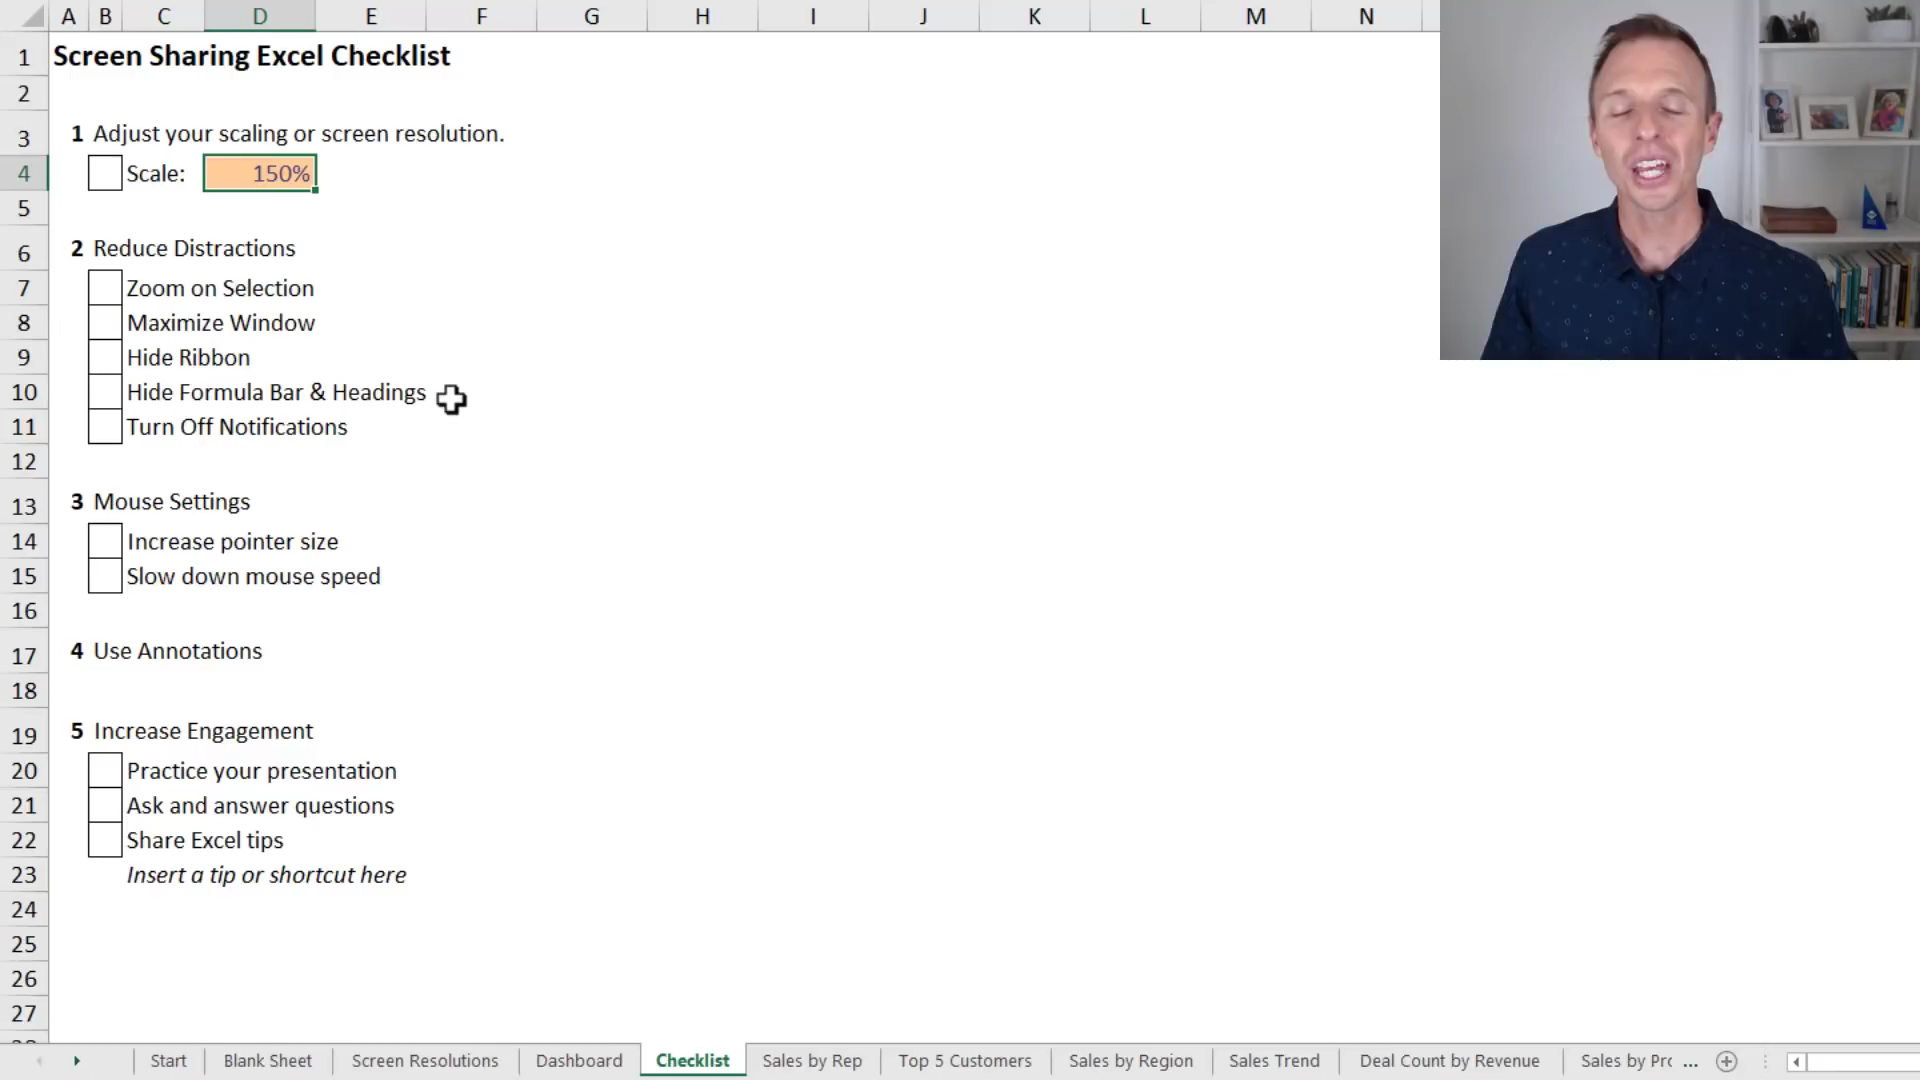 A B C D E F G H I J K L M N
1 Screen Sharing Excel Checklist
2
3 1 Adjust your scaling or screen resolution.
4 Scale: 150%
5
6 2 Reduce Distractions
7 Zoom on Selection
8 Maximize Window
9 Hide Ribbon
10 Hide Formula Bar & Headings
11 Turn Off Notifications
12
13 3 Mouse Settings
14 Increase pointer size
15 Slow down mouse speed
16
17 4 Use Annotations
18
19 5 Increase Engagement
20 Practice your presentation
21 Ask and answer questions
22 Share Excel tips
23 Insert a tip or shortcut here
24
25
26
27
Start Blank Sheet Screen Resolutions Dashboard Checklist Sales by Rep Top 5 Customers Sales by Region Sales Trend Deal Count by Revenue Sales by Prc ...